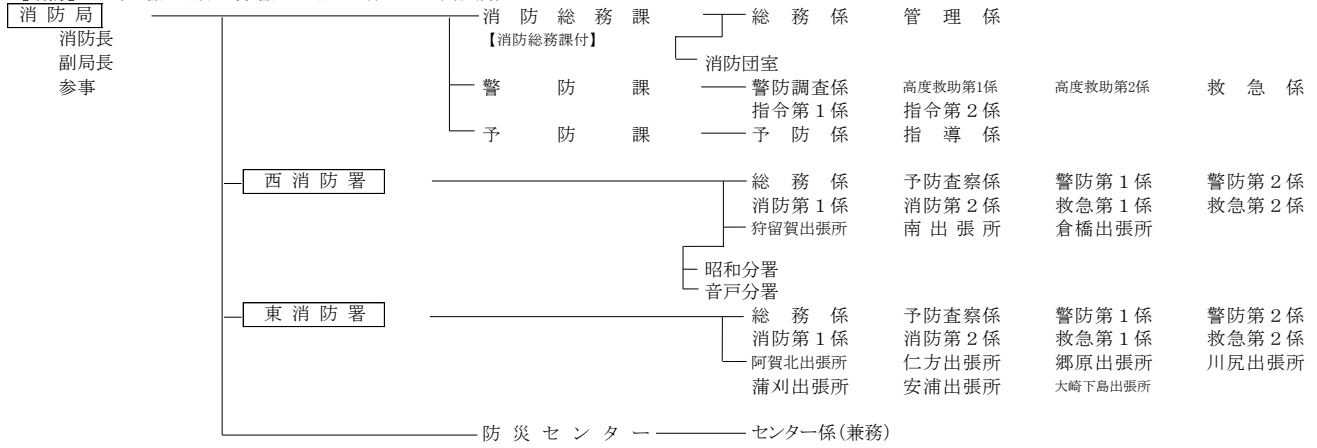 消防局 消防総務課 総務係 管理係
消防長 【消防総務課付】
副局長 消防団室
参事 警防課 警防調査係 高度救助第1係 高度救助第2係 救急係
指令第１係 指令第２係
予防課 予防係 指導係
西消防署 総務係 予防査察係 警防第１係 警防第２係
消防第１係 消防第２係 救急第１係 救急第２係
狩留賀出張所 南出張所 倉橋出張所
昭和分署
音戸分署
東消防署 総務係 予防査察係 警防第１係 警防第２係
消防第１係 消防第２係 救急第１係 救急第２係
阿賀北出張所 仁方出張所 郷原出張所 川尻出張所
蒲刈出張所 安浦出張所 大崎下島出張所
防災センター センター係(兼務)